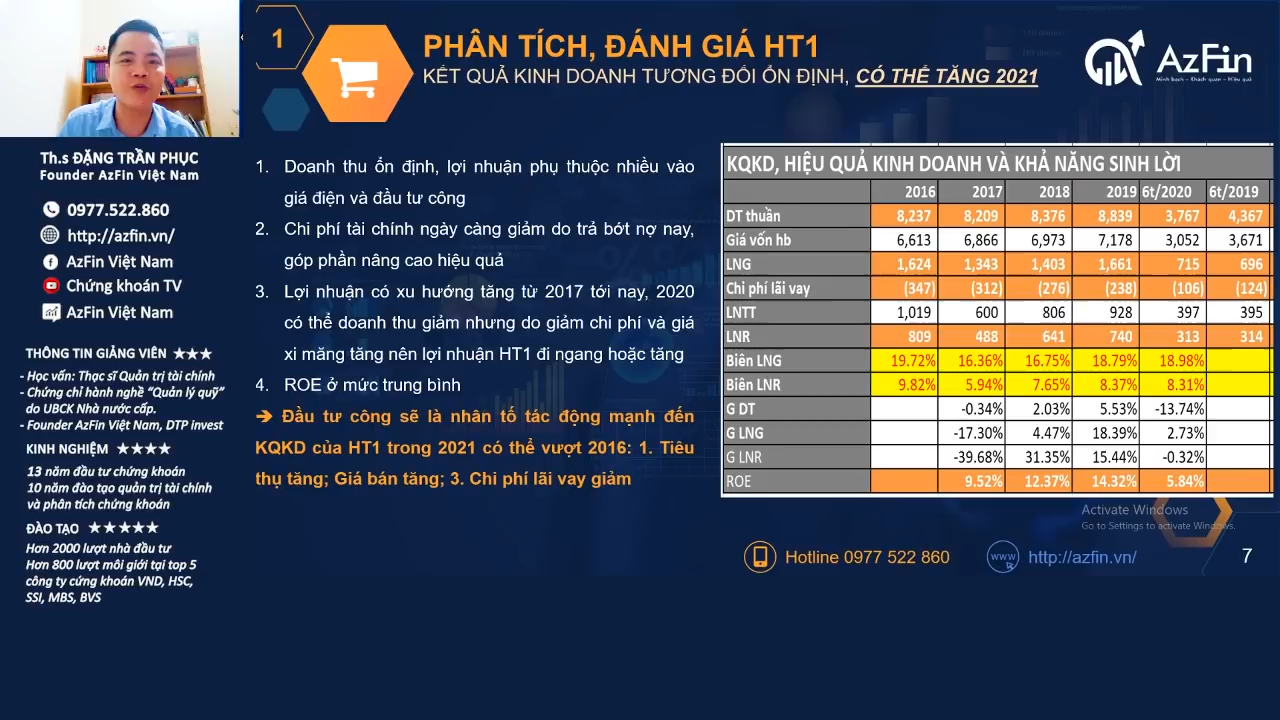 1
PHÂN TÍCH, ĐÁNH GIÁ HT1
KẾT QUẢ KINH DOANH TƯƠNG ĐỐI ỔN ĐỊNH, CÓ THỂ TĂNG 2021
AzFin
Minh bạch – Khách quan – Hiệu quả
Th.s ĐẶNG TRẦN PHỤC
Founder AzFin Việt Nam
0977.522.860
http://azfin.vn/
AzFin Việt Nam
Chứng khoán TV
AzFin Việt Nam
THÔNG TIN GIẢNG VIÊN ★★★
- Học vấn: Thạc sĩ Quản trị tài chính
- Chứng chỉ hành nghề “Quản lý quỹ”
do UBCK Nhà nước cấp.
- Founder AzFin Việt Nam, DTP invest
KINH NGHIỆM ★★★★
13 năm đầu tư chứng khoán
10 năm đào tạo quản trị tài chính
và phân tích chứng khoán
ĐÀO TẠO ★★★★★
Hơn 2000 lượt nhà đầu tư
Hơn 800 lượt môi giới tại top 5
công ty cứng khoán VND, HSC,
SSI, MBS, BVS
1. Doanh thu ổn định, lợi nhuận phụ thuộc nhiều vào
giá điện và đầu tư công
2. Chi phí tài chính ngày càng giảm do trả bớt nợ nay,
góp phần nâng cao hiệu quả
3. Lợi nhuận có xu hướng tăng từ 2017 tới nay, 2020
có thể doanh thu giảm nhưng do giảm chi phí và giá
xi măng tăng nên lợi nhuận HT1 đi ngang hoặc tăng
4. ROE ở mức trung bình
➔ Đầu tư công sẽ là nhân tố tác động mạnh đến
KQKD của HT1 trong 2021 có thể vượt 2016: 1. Tiêu
thụ tăng; Giá bán tăng; 3. Chi phí lãi vay giảm
KQKD, HIỆU QUẢ KINH DOANH VÀ KHẢ NĂNG SINH LỜI
2016 2017 2018 2019 6t/2020 6t/2019
DT thuần 8,237 8,209 8,376 8,839 3,767 4,367
Giá vốn hb 6,613 6,866 6,973 7,178 3,052 3,671
LNG 1,624 1,343 1,403 1,661 715 696
Chi phí lãi vay (347) (312) (276) (238) (106) (124)
LNTT 1,019 600 806 928 397 395
LNR 809 488 641 740 313 314
Biên LNG 19.72% 16.36% 16.75% 18.79% 18.98%
Biên LNR 9.82% 5.94% 7.65% 8.37% 8.31%
G DT -0.34% 2.03% 5.53% -13.74%
G LNG -17.30% 4.47% 18.39% 2.73%
G LNR -39.68% 31.35% 15.44% -0.32%
ROE 9.52% 12.37% 14.32% 5.84%
Activate Windows
Go to Settings to activate Windows.
Hotline 0977 522 860
www
http://azfin.vn/
7